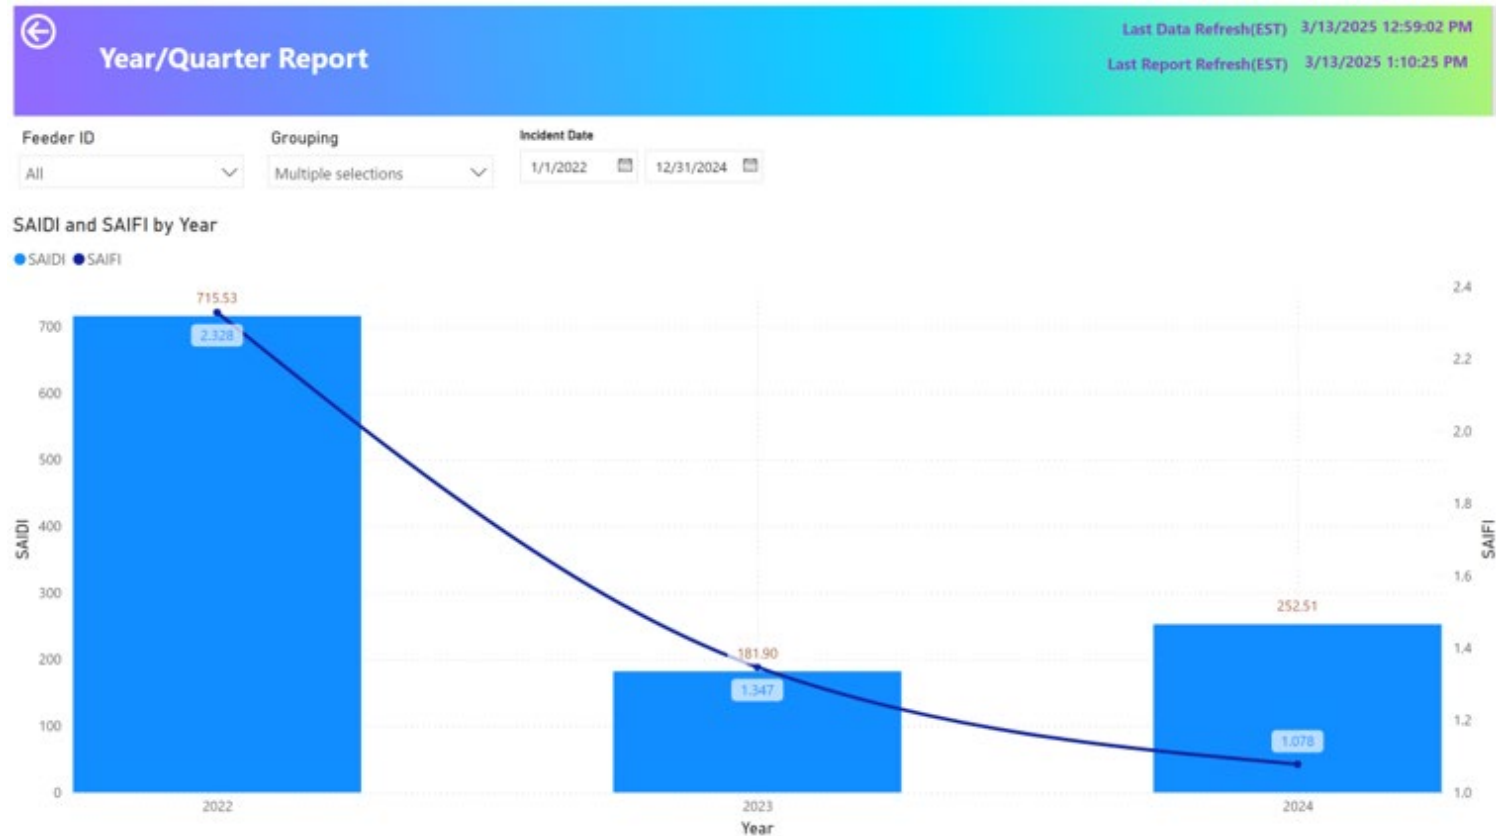 Year/Quarter Report
Last Data Refresh(EST) 3/13/2025 12:59:02 PM
Last Report Refresh(EST) 3/13/2025 1:10:25 PM
Feeder ID
All
Grouping
Multiple selections
Incident Date
1/1/2022 12/31/2024
SAIDI and SAIFI by Year
SAIDI SAIFI
SAIDI
700
600
500
400
300
200
100
0
715.53
2.328
181.90
1.347
252.51
1.078
2.4
2.2
2.0
1.8
1.6
1.4
1.2
1.0
SAIFI
2022 2023 2024
Year